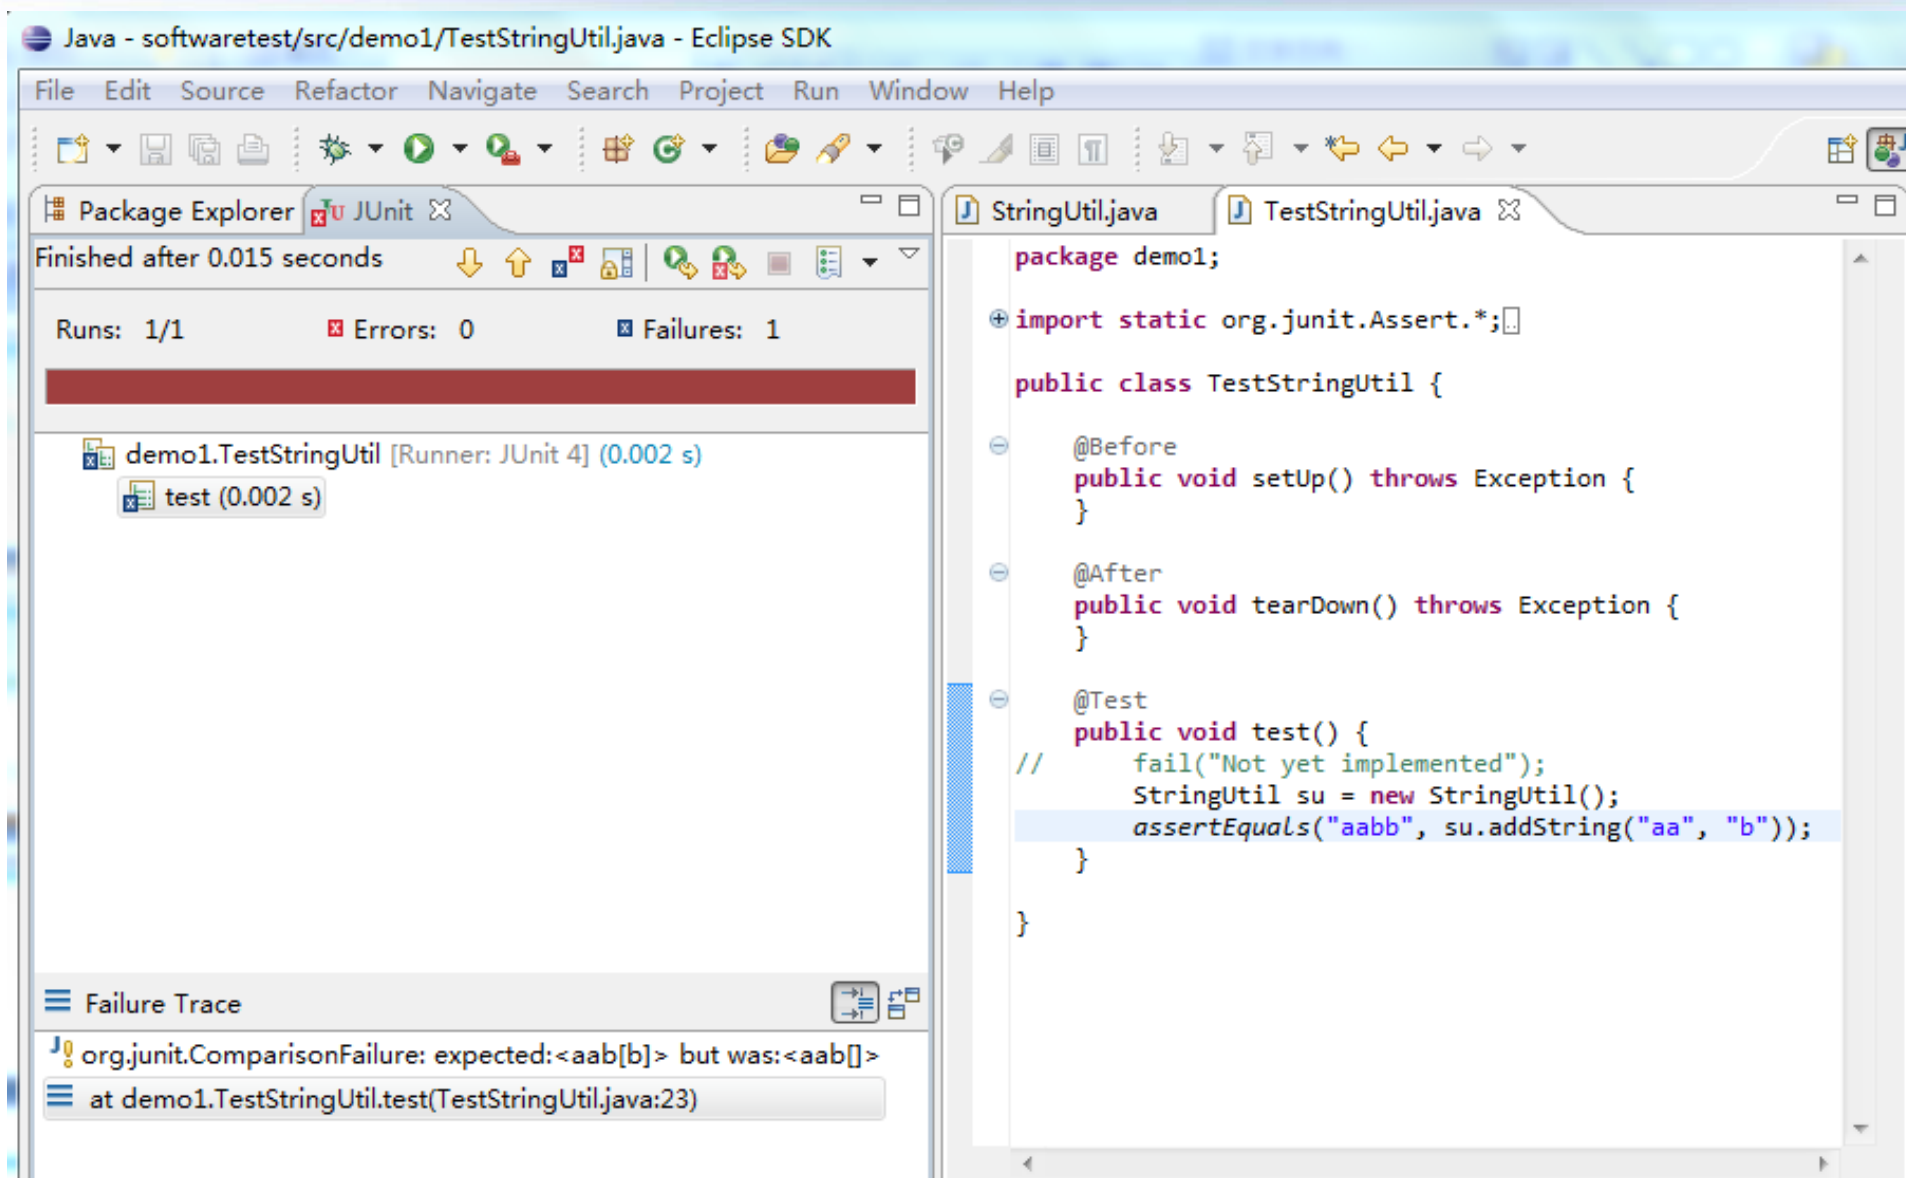 Java - softwaretest/src/demo1/TestStringUtil.java - Eclipse SDK
File Edit Source Refactor Navigate Search Project Run Window Help
Package Explorer JUnit
Finished after 0.015 seconds
Runs: 1/1 Errors: 0 Failures: 1
demo1.TestStringUtil [Runner: JUnit 4] (0.002 s)
test (0.002 s)
Failure Trace
org.junit.ComparisonFailure: expected:<aab[b]> but was:<aab[]>
at demo1.TestStringUtil.test(TestStringUtil.java:23)
StringUtil.java TestStringUtil.java
package demo1;
import static org.junit.Assert.*;
public class TestStringUtil {
@Before
public void setUp() throws Exception {
}
@After
public void tearDown() throws Exception {
}
@Test
public void test() {
// fail("Not yet implemented");
StringUtil su = new StringUtil();
assertEquals("aabb", su.addString("aa", "b"));
}
}